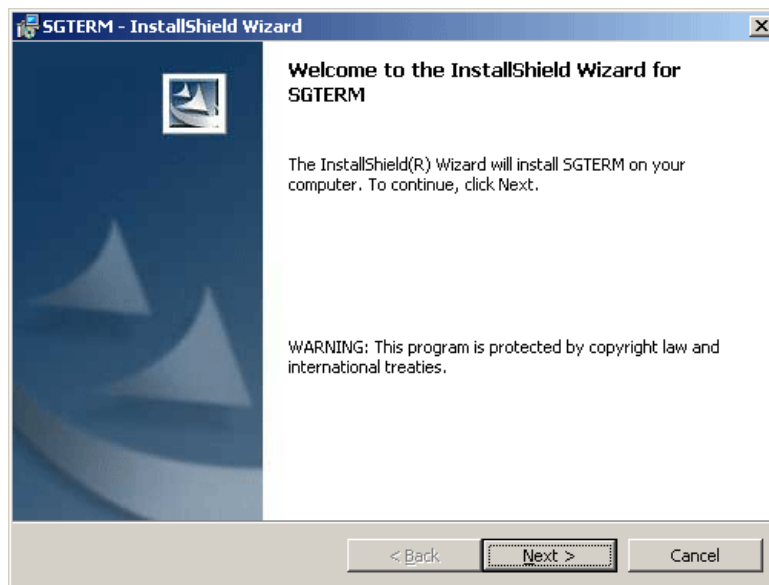 SGTERM - InstallShield Wizard
Welcome to the InstallShield Wizard for
SGTERM
The InstallShield(R) Wizard will install SGTERM on your
computer. To continue, click Next.
WARNING: This program is protected by copyright law and
international treaties.
< Back Next > Cancel